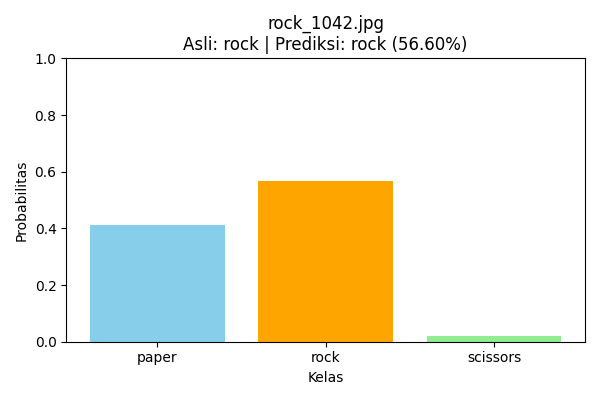 rock_1042.jpg
Asli: rock | Prediksi: rock (56.60%)
1.0
0.8
0.6
0.4
0.2
0.0
Probabilitas
paper
rock
scissors
Kelas